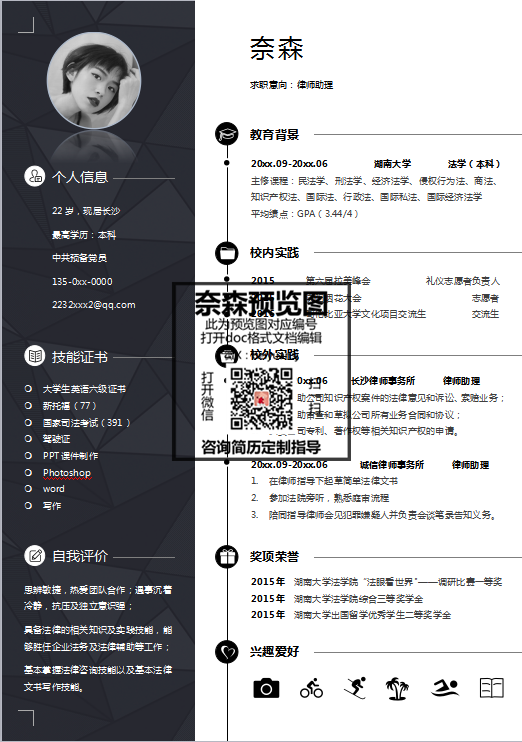 奈森
求职意向：律师助理
个人信息
22 岁，现居长沙
最高学历：本科
中共预备党员
135-0xx-0000
2232xxx2@qq.com
技能证书
大学生英语六级证书
新托福（77）
国家司法考试（391）
驾驶证
PPT 课件制作
Photoshop
word
写作
自我评价
思辨敏捷，热爱团队合作；遇事沉着
冷静，抗压及独立意识强；
具备法律的相关知识及实践技能，能
够胜任企业法务及法律辅助等工作；
基本掌握法律咨询技能以及基本法律
文书写作技能。
教育背景
20xx.09-20xx.06 湖南大学 法学（本科）
主修课程：民法学、刑法学、经济法学、侵权行为法、商法、
知识产权法、国际法、行政法、国际私法、国际经济法学
平均绩点：GPA（3.44/4）
校内实践
2015 第六届拉美峰会 礼仪志愿者负责人
花大会 志愿者
亚大学文化项目交流生 交流生
奈森预览图
此为预览图对应编号
打开doc格式文档编辑
打开微信
扫一扫
咨询简历定制指导
校外实践
0xx.06 长沙律师事务所 律师助理
助公司知识产权案件的法律意见和诉讼、索赔业务；
助审查和草拟公司所有业务合同和协议；
司专利、著作权等相关知识产权的申请。
20xx.09-20xx.06 诚信律师事务所 律师助理
1. 在律师指导下起草简单法律文书
2. 参加法院旁听，熟悉庭审流程
3. 陪同指导律师会见犯罪嫌疑人并负责会谈笔录告知义务。
奖项荣誉
2015年 湖南大学法学院“法眼看世界”——调研比赛一等奖
2015年 湖南大学法学院综合三等奖学金
2015年 湖南大学出国留学优秀学生二等奖学金
兴趣爱好